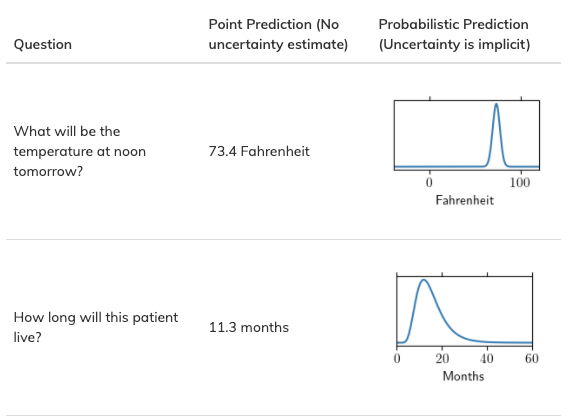 Question
Point Prediction (No
uncertainty estimate)
Probabilistic Prediction
(Uncertainty is implicit)
What will be the
temperature at noon
tomorrow?
73.4 Fahrenheit
0 100
Fahrenheit
How long will this patient
live?
11.3 months
0 20 40 60
Months